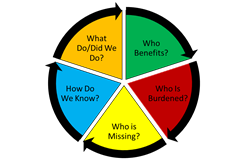 What
Do/Did We
Do?
Who
Benefits?
Who is
Burdened?
Who is
Missing?
How Do
We Know?